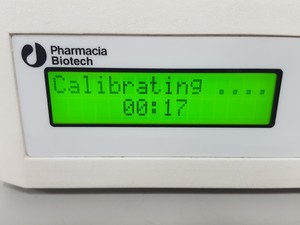 Pharmacia
Biotech
Calibrating ....
00:17